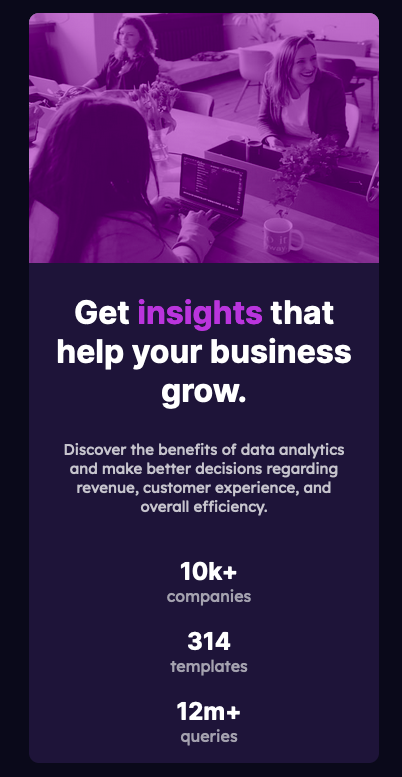 Get insights that
help your business
grow.
Discover the benefits of data analytics
and make better decisions regarding
revenue, customer experience, and
overall efficiency.
10k+
companies
314
templates
12m+
queries